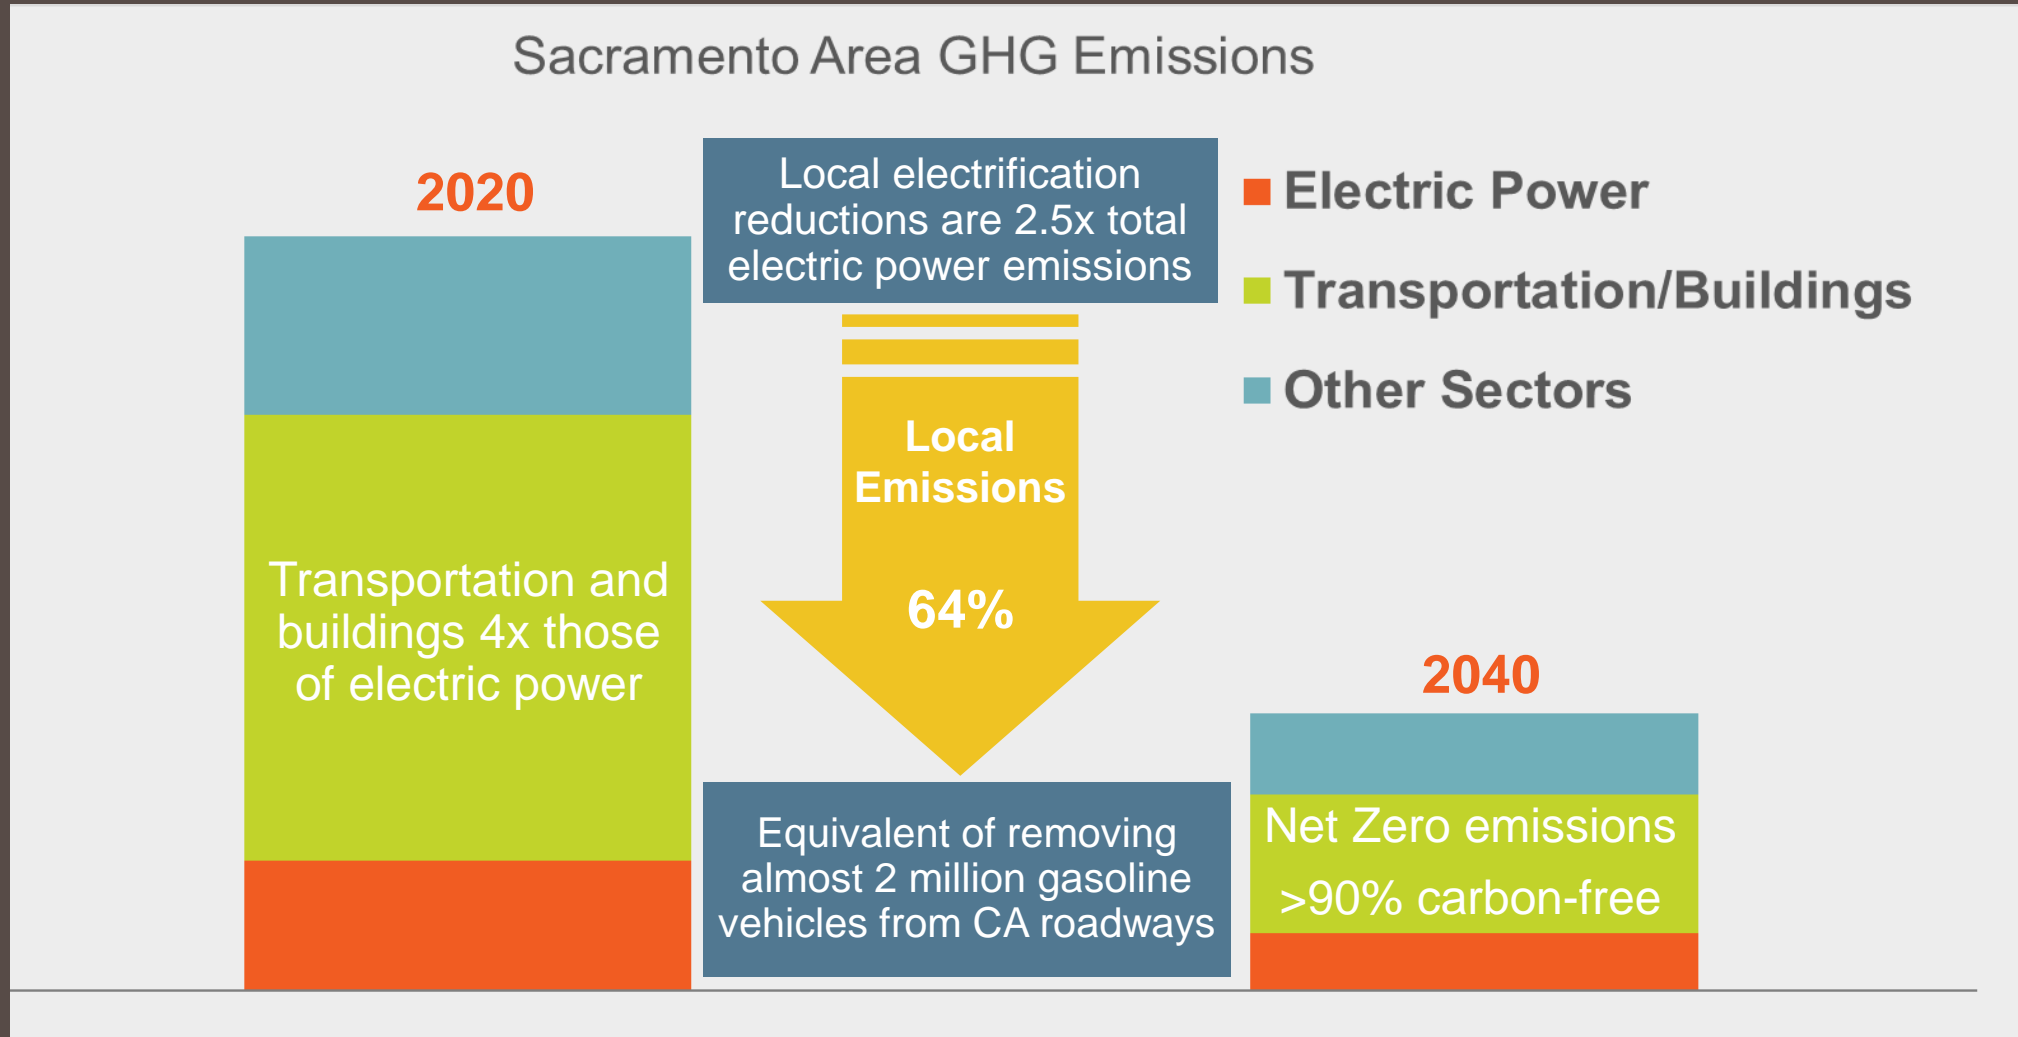 Sacramento Area GHG Emissions
2020
Transportation and
buildings 4x those
of electric power
Local electrification
reductions are 2.5x total
electric power emissions
Local
Emissions
64%
Equivalent of removing
almost 2 million gasoline
vehicles from CA roadways
Electric Power
Transportation/Buildings
Other Sectors
2040
Net Zero emissions
>90% carbon-free